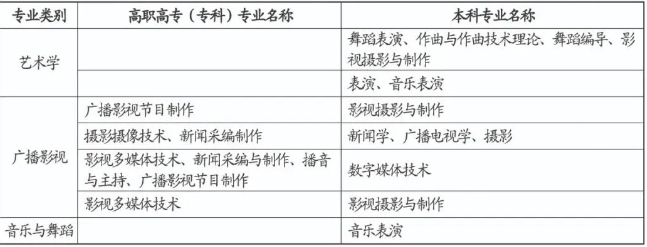 专业类别 高职高专（专科）专业名称 本科专业名称
舞蹈表演、作曲与作曲技术理论、舞蹈编导、影
视摄影与制作
艺术学
表演、音乐表演
广播影视节目制作 影视摄影与制作
摄影摄像技术、新闻采编制作 新闻学、广播电视学、摄影
广播影视
影视多媒体技术、新闻采编与制作、播音
与主持、广播影视节目制作
数字媒体技术
影视多媒体技术 影视摄影与制作
音乐与舞蹈 音乐表演